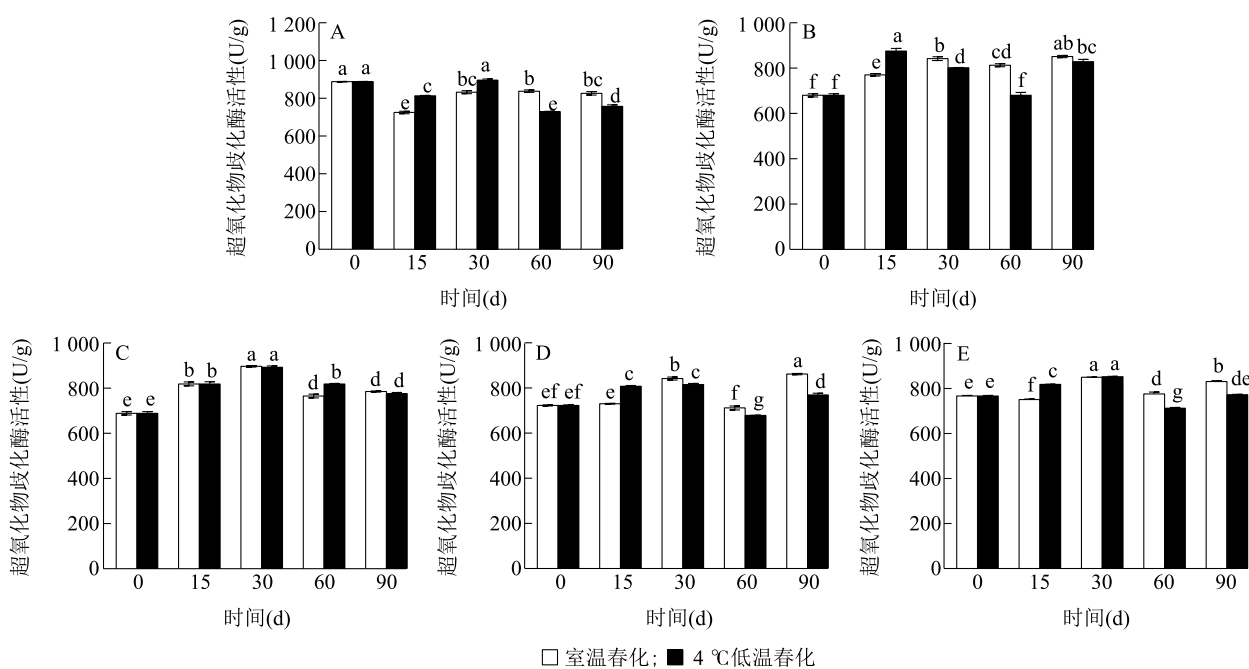 A
超氧化物歧化酶活性(U/g)
1 200
1 000
800
600
400
200
0
a a e c bc a b e bc d
0 15 30 60 90
时间(d)
B
超氧化物歧化酶活性(U/g)
1 000
800
600
400
200
0
f f e a b d cd f ab bc
0 15 30 60 90
时间(d)
C
超氧化物歧化酶活性(U/g)
1 000
800
600
400
200
0
e e b b a a d b d d
0 15 30 60 90
时间(d)
D
超氧化物歧化酶活性(U/g)
1 000
800
600
400
200
0
ef ef e c b c f g a d
0 15 30 60 90
时间(d)
E
超氧化物歧化酶活性(U/g)
1 000
800
600
400
200
0
e e f c a a d g b de
0 15 30 60 90
时间(d)
室温春化; 4 ℃低温春化